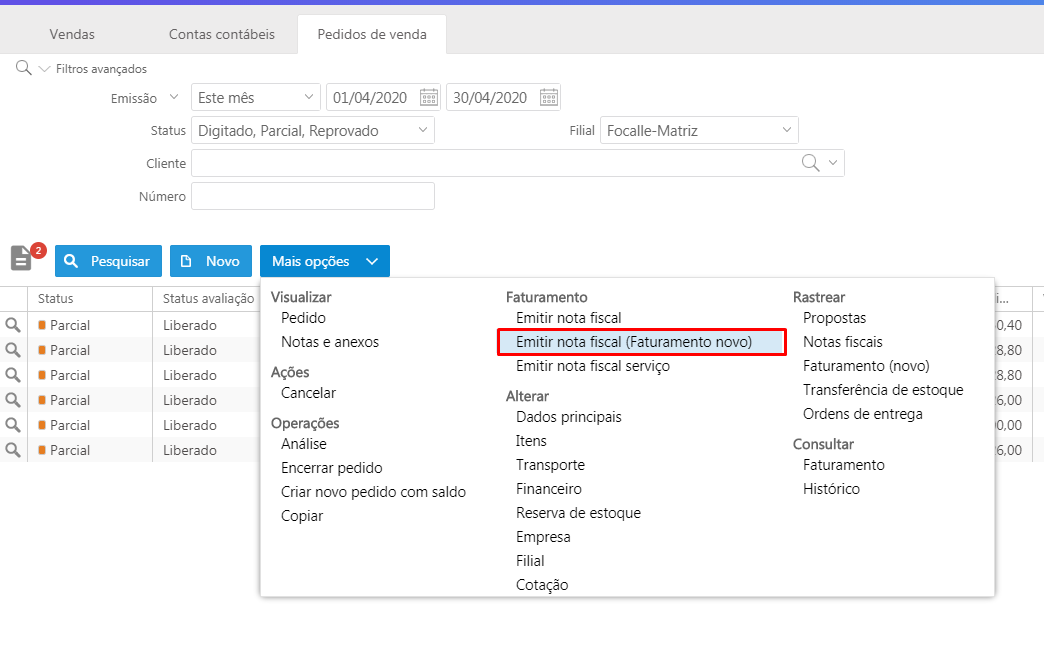 Vendas Contas contábeis Pedidos de venda
Filtros avançados
Emissão Este mês 01/04/2020 30/04/2020
Status Digitado, Parcial, Reprovado Filial Focalle-Matriz
Cliente
Número
2 Pesquisar Novo Mais opções
Status Status avaliação
Parcial Liberado
Parcial Liberado
Parcial Liberado
Parcial Liberado
Parcial Liberado
Parcial Liberado
Visualizar
Pedido
Notas e anexos
Ações
Cancelar
Operações
Análise
Encerrar pedido
Criar novo pedido com saldo
Copiar
Faturamento
Emitir nota fiscal
Emitir nota fiscal (Faturamento novo)
Emitir nota fiscal serviço
Alterar
Dados principais
Itens
Transporte
Financeiro
Reserva de estoque
Empresa
Filial
Cotação
Rastrear
Propostas
Notas fiscais
Faturamento (novo)
Transferência de estoque
Ordens de entrega
Consultar
Faturamento
Histórico
0,40
8,80
8,80
6,00
0,00
6,00